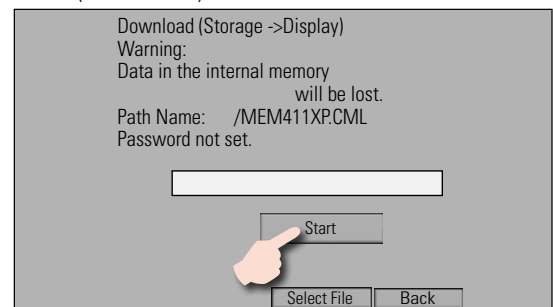 Download (Storage ->Display)
Warning:
Data in the internal memory
will be lost.
Path Name: /MEM411XP.CML
Password not set.
Start
Select File Back